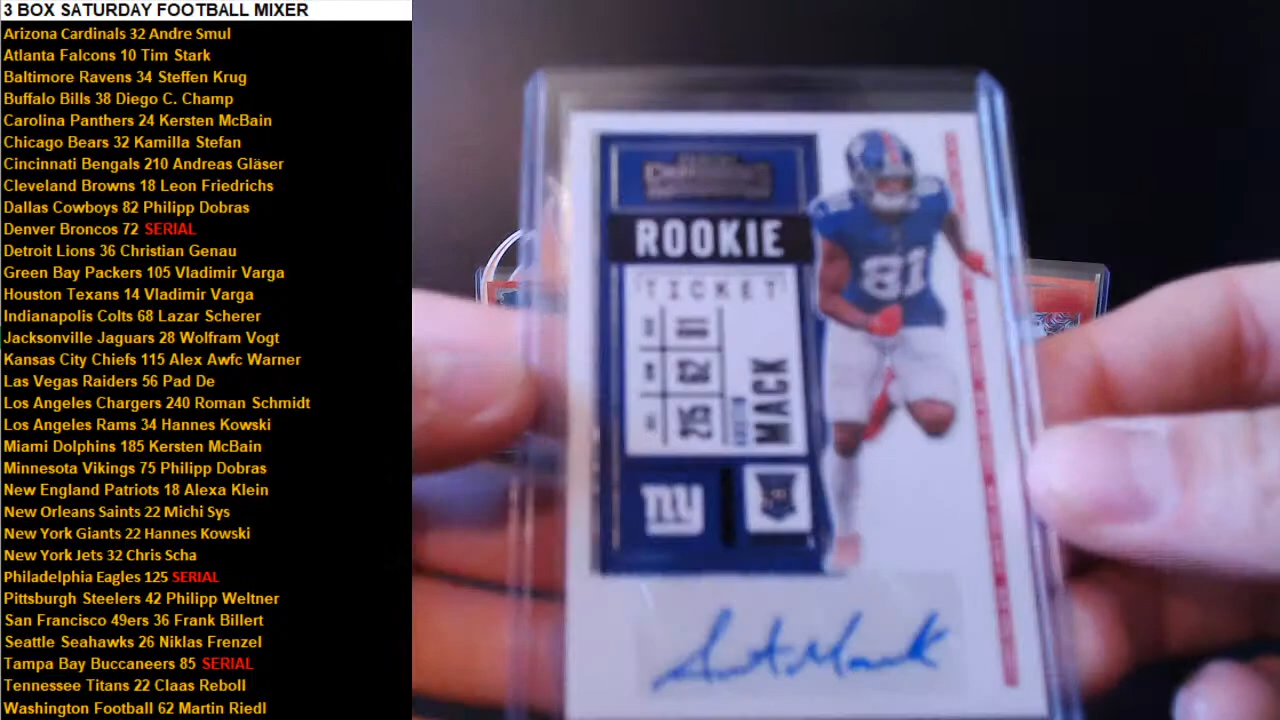 3 BOX SATURDAY FOOTBALL MIXER
Arizona Cardinals 32 Andre Smul
Atlanta Falcons 10 Tim Stark
Baltimore Ravens 34 Steffen Krug
Buffalo Bills 38 Diego C. Champ
Carolina Panthers 24 Kersten McBain
Chicago Bears 32 Kamilla Stefan
Cincinnati Bengals 210 Andreas Gläser
Cleveland Browns 18 Leon Friedrichs
Dallas Cowboys 82 Philipp Dobras
Denver Broncos 72 SERIAL
Detroit Lions 36 Christian Genau
Green Bay Packers 105 Vladimir Varga
Houston Texans 14 Vladimir Varga
Indianapolis Colts 68 Lazar Scherer
Jacksonville Jaguars 28 Wolfram Vogt
Kansas City Chiefs 115 Alex Awfc Warner
Las Vegas Raiders 56 Pad De
Los Angeles Chargers 240 Roman Schmidt
Los Angeles Rams 34 Hannes Kowski
Miami Dolphins 185 Kersten McBain
Minnesota Vikings 75 Philipp Dobras
New England Patriots 18 Alexa Klein
New Orleans Saints 22 Michi Sys
New York Giants 22 Hannes Kowski
New York Jets 32 Chris Scha
Philadelphia Eagles 125 SERIAL
Pittsburgh Steelers 42 Philipp Weltner
San Francisco 49ers 36 Frank Billert
Seattle Seahawks 26 Niklas Frenzel
Tampa Bay Buccaneers 85 SERIAL
Tennessee Titans 22 Claas Reboll
Washington Football 62 Martin Riedl
ROOKIE
TICKET
81
62
215
MACK
ny
81